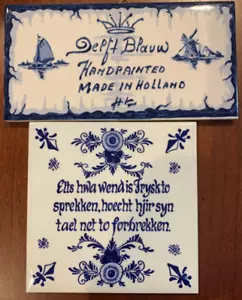 Delft Blauw
HANDPAINTED
MADE IN HOLLAND
Elts hwa wend is Frysk to
sprekken, hoecht hjir syn
tael net to forbrekken.